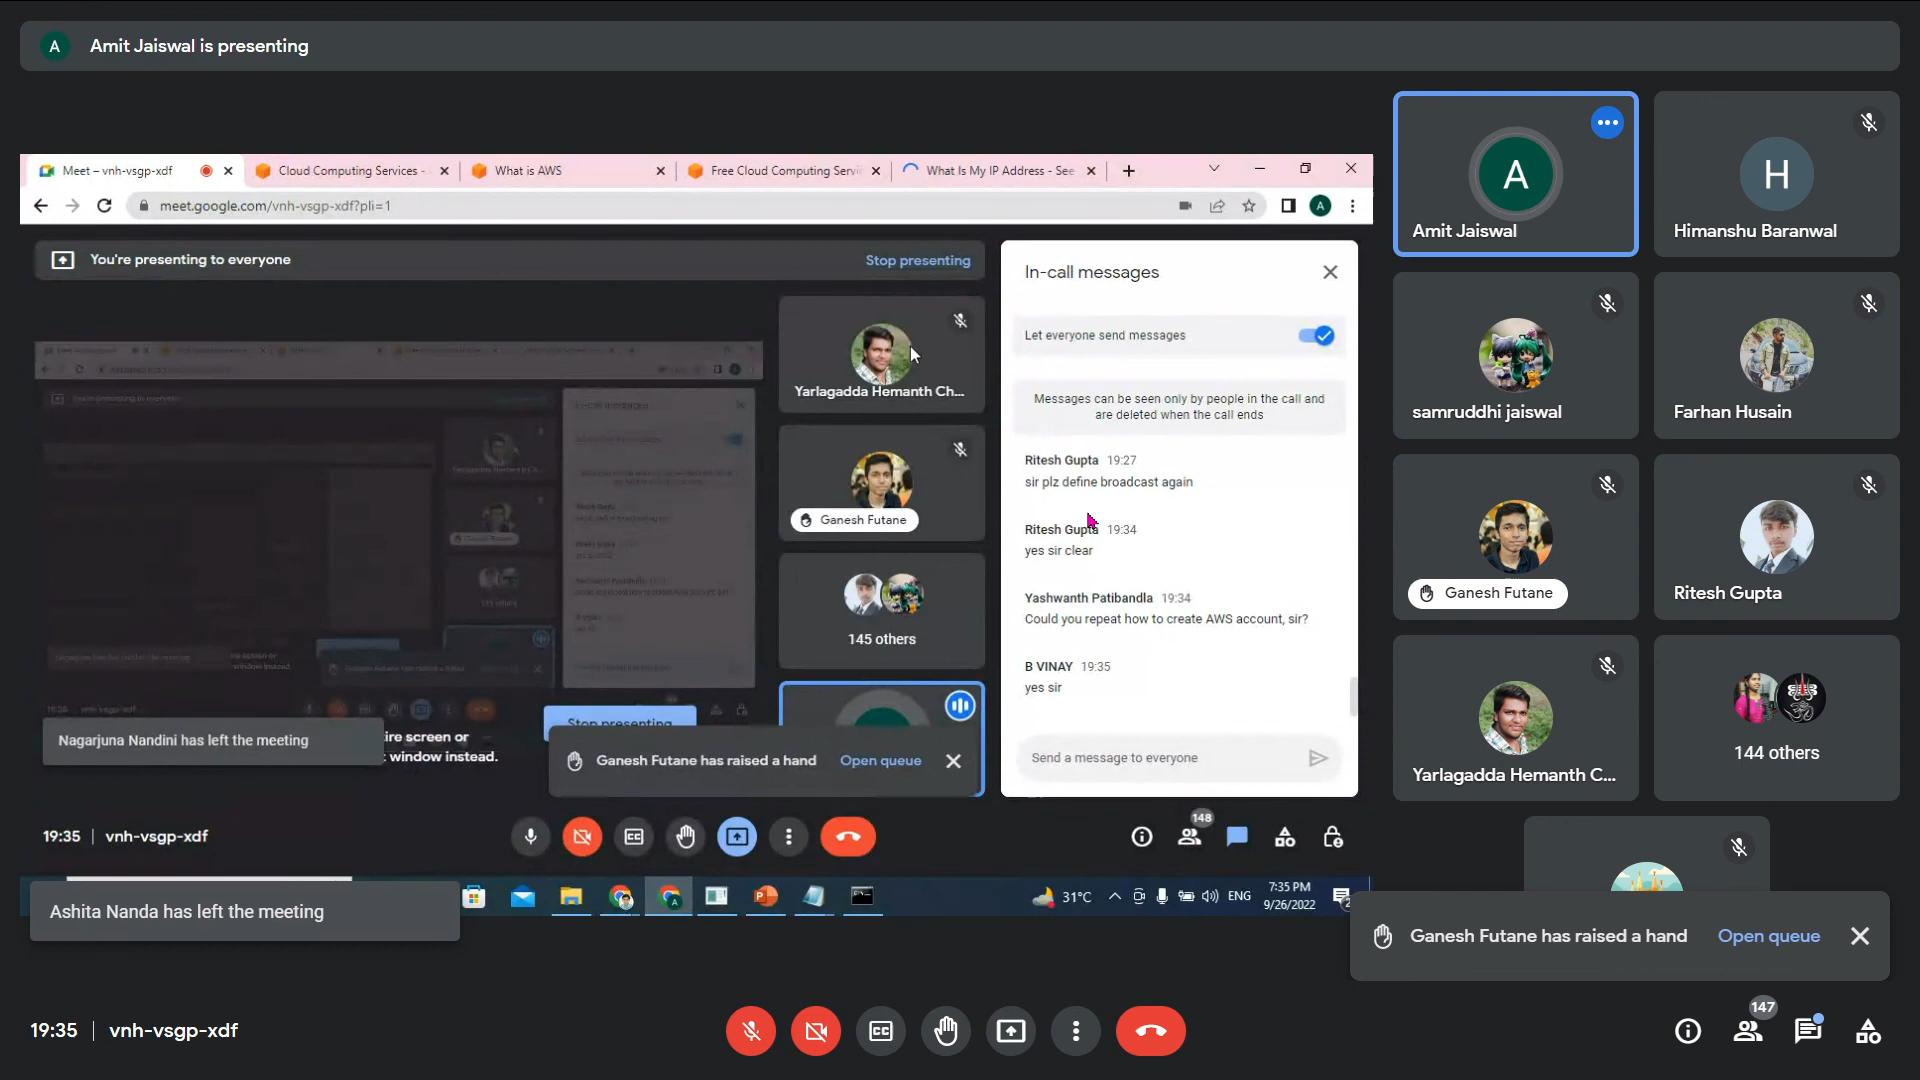 A Amit Jaiswal is presenting
Meet – vnh-vsgp-xdf
Cloud Computing Services -
What is AWS
Free Cloud Computing Servi
What Is My IP Address - See
meet.google.com/vnh-vsgp-xdf?pli=1
A
You're presenting to everyone
Stop presenting
Yarlagadda Hemanth Ch...
Ganesh Futane
145 others
Stop presenting
Nagarjuna Nandini has left the meeting
ire screen or
window instead.
Ganesh Futane has raised a hand
Open queue
In-call messages
Let everyone send messages
Messages can be seen only by people in the call and
are deleted when the call ends
Ritesh Gupta 19:27
sir plz define broadcast again
Ritesh Gupta 19:34
yes sir clear
Yashwanth Patibandla 19:34
Could you repeat how to create AWS account, sir?
B VINAY 19:35
yes sir
Send a message to everyone
19:35 | vnh-vsgp-xdf
148
31°C
ENG
7:35 PM
9/26/2022
2
Ashita Nanda has left the meeting
A
Amit Jaiswal
H
Himanshu Baranwal
samruddhi jaiswal
Farhan Husain
Ganesh Futane
Ritesh Gupta
Yarlagadda Hemanth C...
144 others
Ganesh Futane has raised a hand
Open queue
19:35 | vnh-vsgp-xdf
147